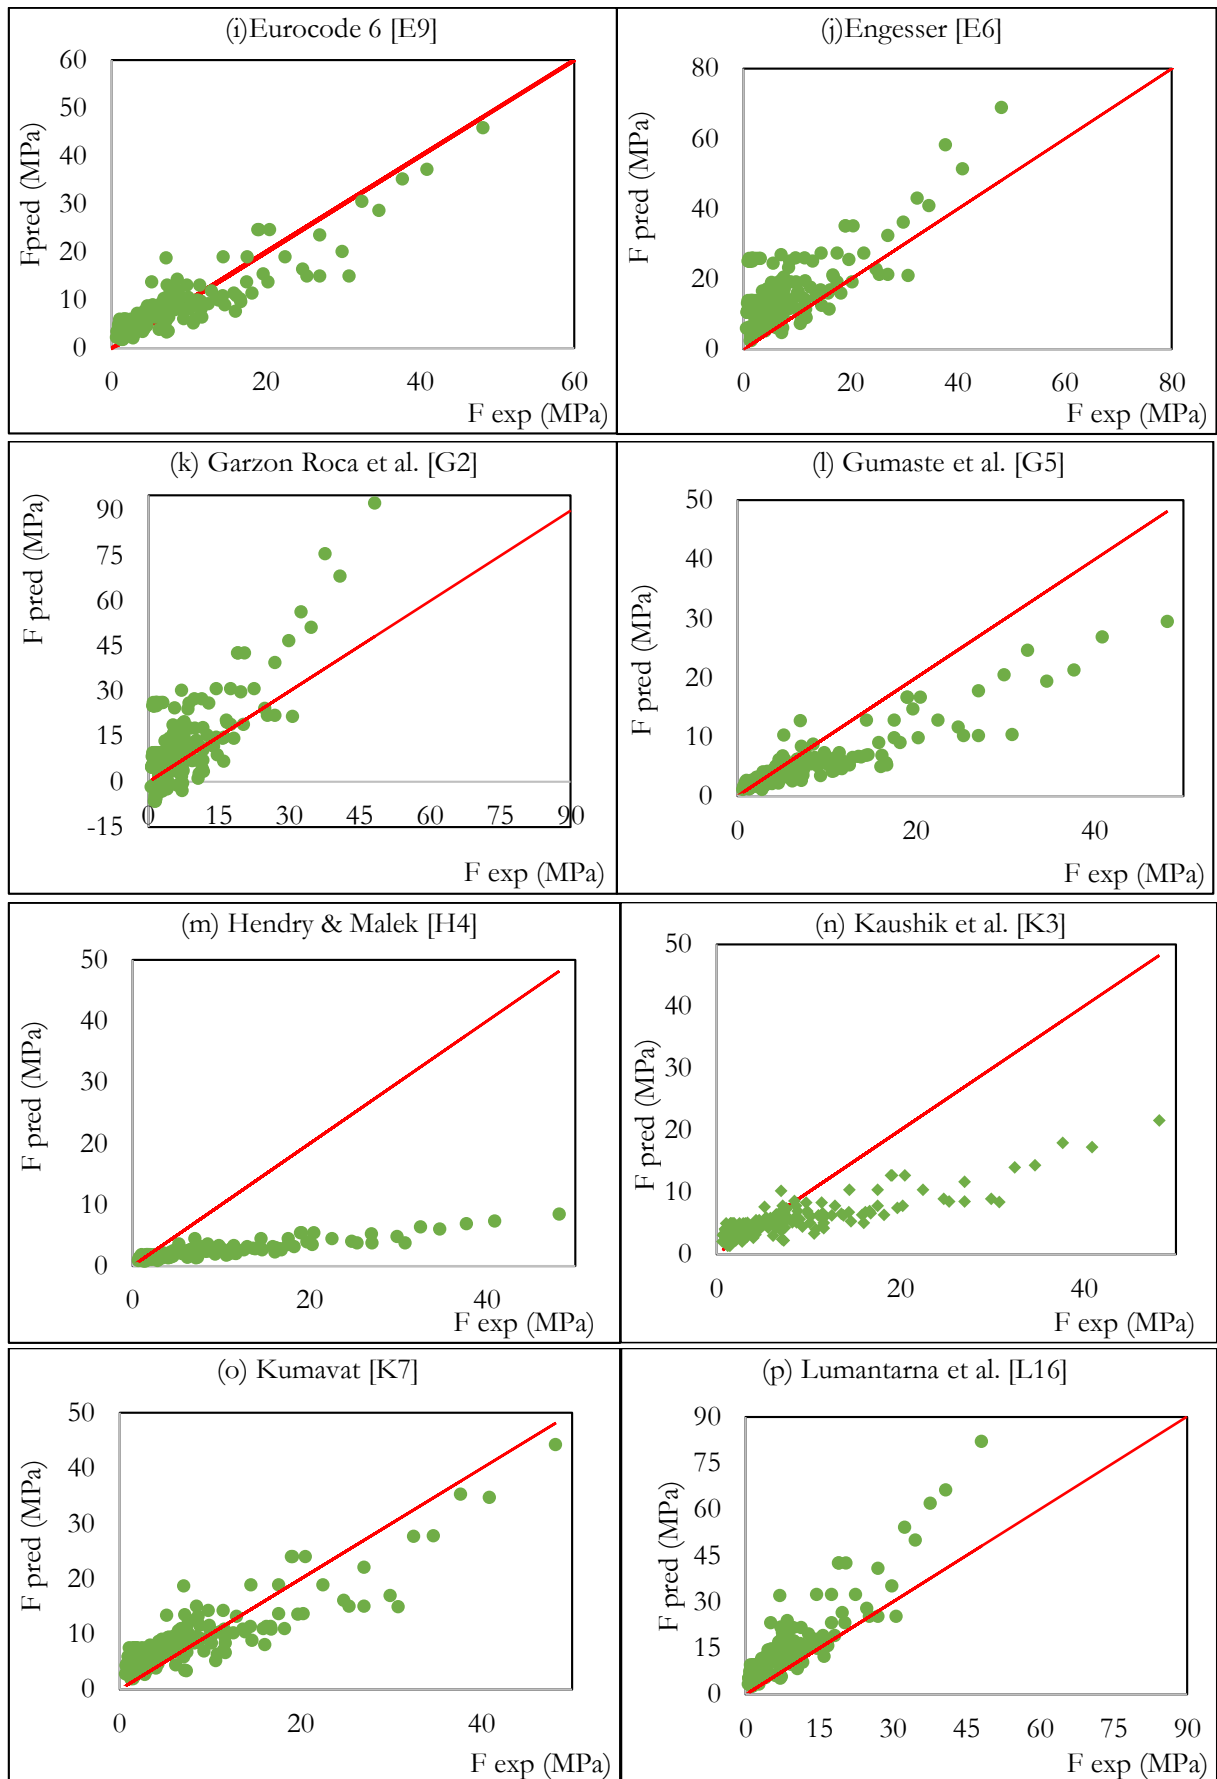 (i)Eurocode 6 [E9]
Fpred (MPa)
60
50
40
30
20
10
0
0 20 40 60
F exp (MPa)
(j)Engesser [E6]
F pred (MPa)
80
60
40
20
0
0 20 40 60 80
F exp (MPa)
(k) Garzon Roca et al. [G2]
F pred (MPa)
90
75
60
45
30
15
0
-15
0 15 30 45 60 75 90
F exp (MPa)
(l) Gumaste et al. [G5]
F pred (MPa)
50
40
30
20
10
0
0 20 40
F exp (MPa)
(m) Hendry & Malek [H4]
F pred (MPa)
50
40
30
20
10
0
0 20 40
F exp (MPa)
(n) Kaushik et al. [K3]
F pred (MPa)
50
40
30
20
10
0
0 20 40
F exp (MPa)
(o) Kumavat [K7]
F pred (MPa)
50
40
30
20
10
0
0 20 40
F exp (MPa)
(p) Lumantarna et al. [L16]
F pred (MPa)
90
75
60
45
30
15
0
0 15 30 45 60 75 90
F exp (MPa)